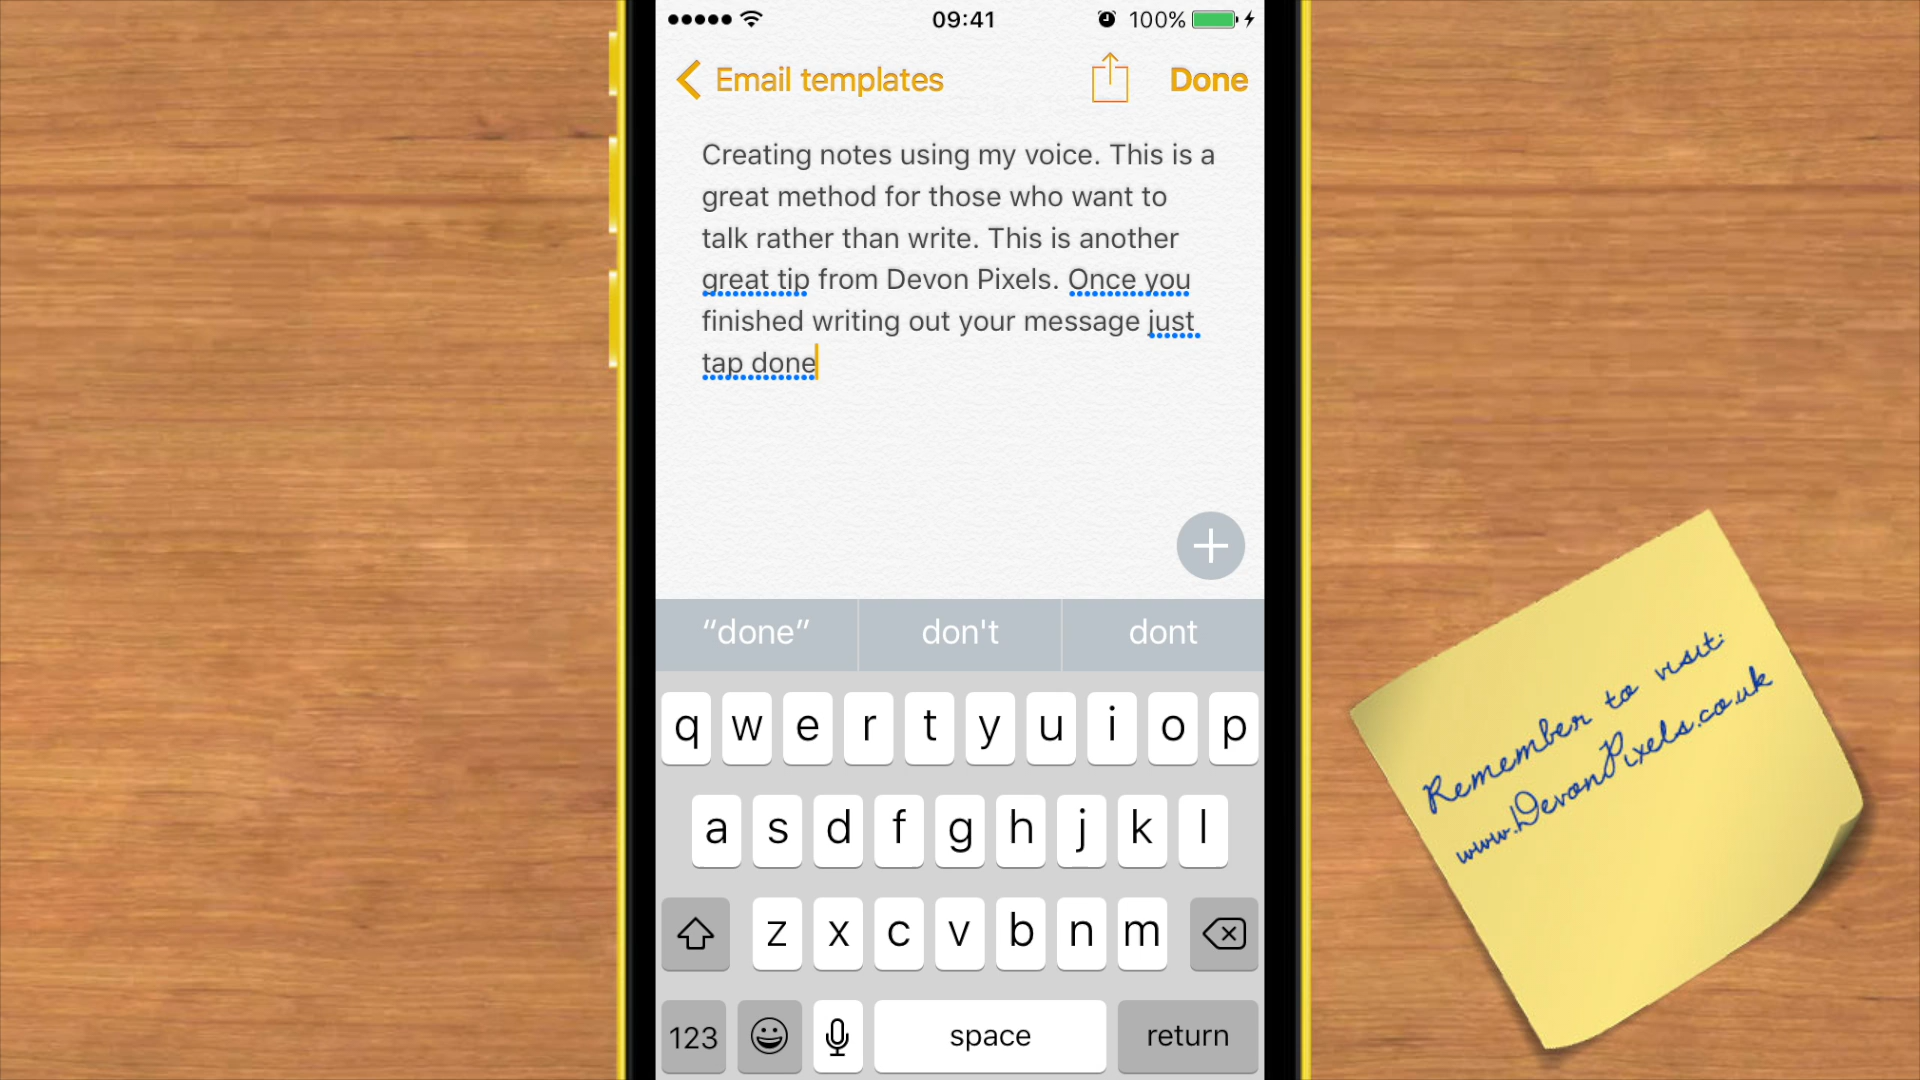 09:41
100%
Email templates
Done
Creating notes using my voice. This is a
great method for those who want to
talk rather than write. This is another
great tip from Devon Pixels. Once you
finished writing out your message just
tap done
“done” don't dont
q w e r t y u i o p
a s d f g h j k l
z x c v b n m
123 space return
Remember to visit:
www.DevonPixels.co.uk